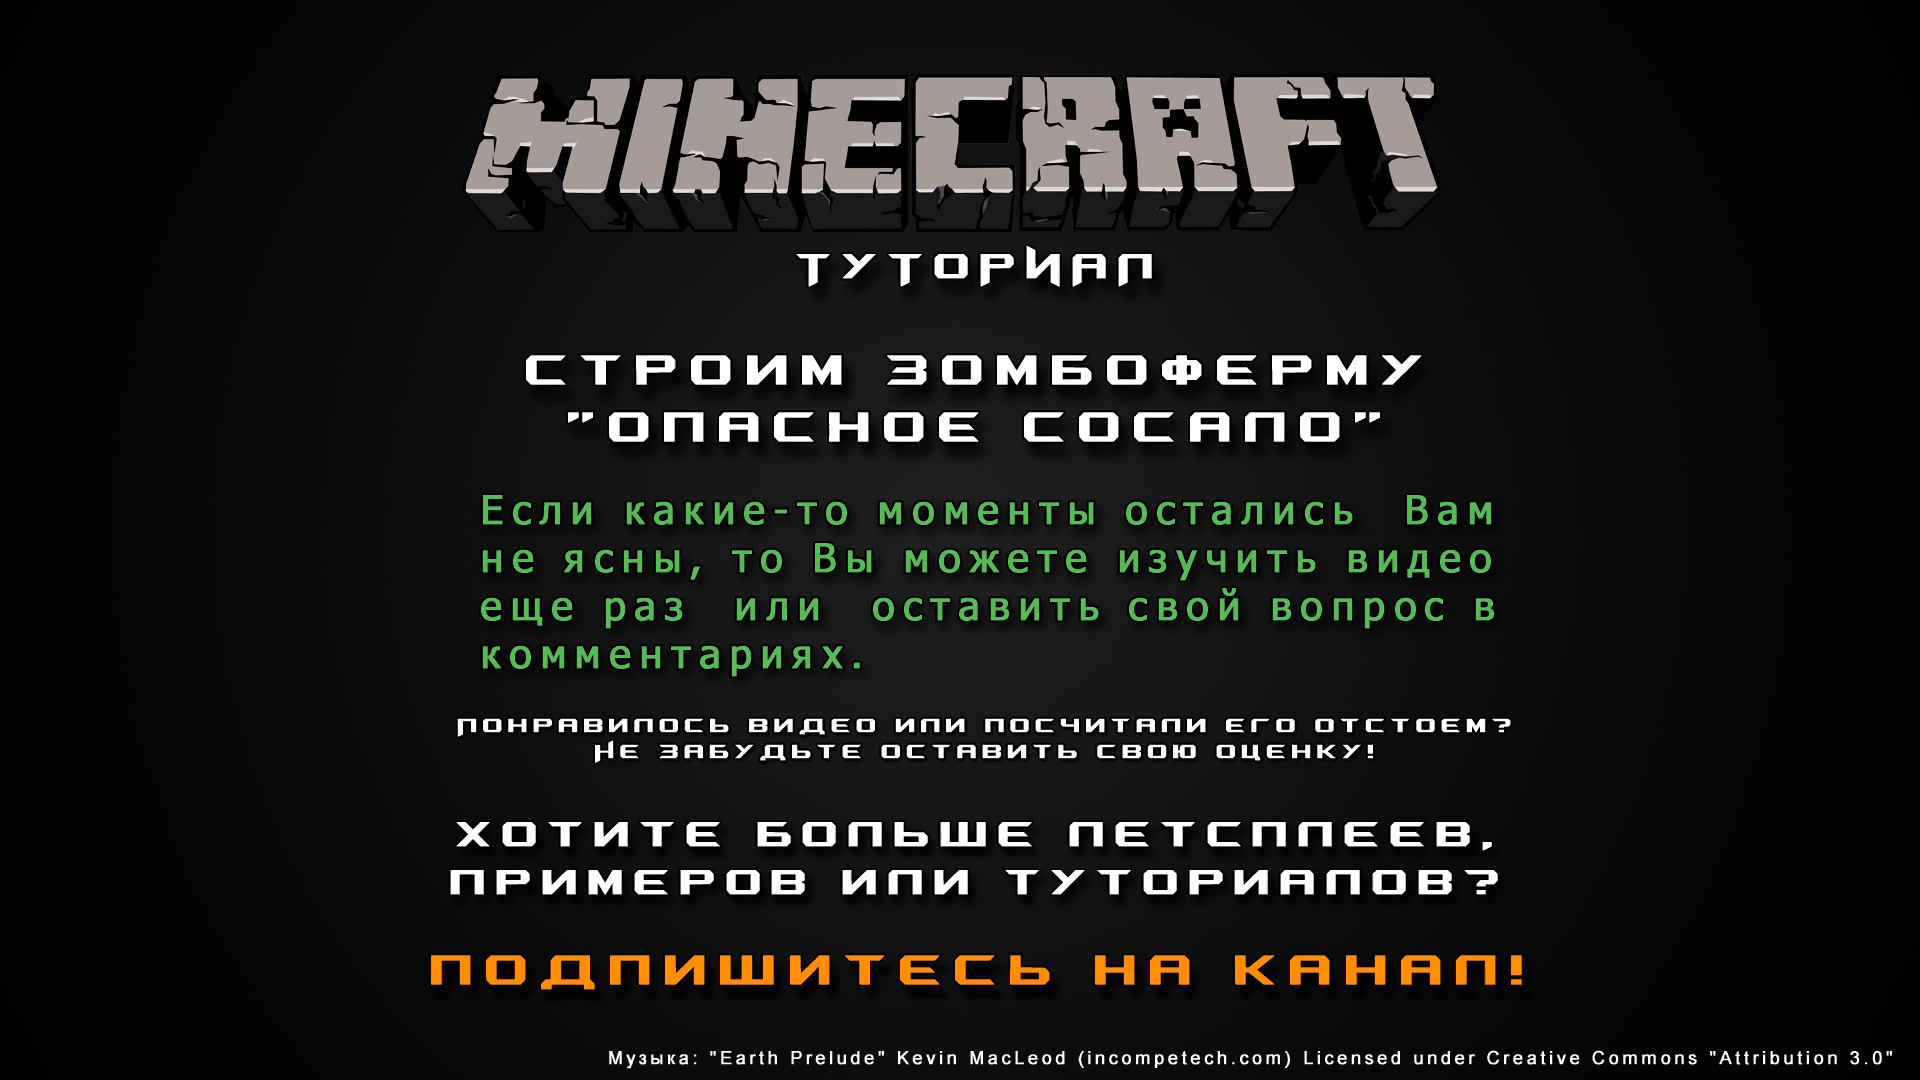 MINECRAFT
ТУТОРИАЛ
СТРОИМ ЗОМБОФЕРМУ
"ОПАСНОЕ СОСАЛО"
Если какие-то моменты остались Вам
не ясны, то Вы можете изучить видео
еще раз или оставить свой вопрос в
комментариях.
ПОНРАВИЛОСЬ ВИДЕО ИЛИ ПОСЧИТАЛИ ЕГО ОТСТОЕМ?
НЕ ЗАБУДЬТЕ ОСТАВИТЬ СВОЮ ОЦЕНКУ!
ХОТИТЕ БОЛЬШЕ ЛЕТСПЛЕЕВ,
ПРИМЕРОВ ИЛИ ТУТОРИАЛОВ?
ПОДПИШИТЕСЬ НА КАНАЛ!
Музыка: "Earth Prelude" Kevin MacLeod (incompetech.com) Licensed under Creative Commons "Attribution 3.0"